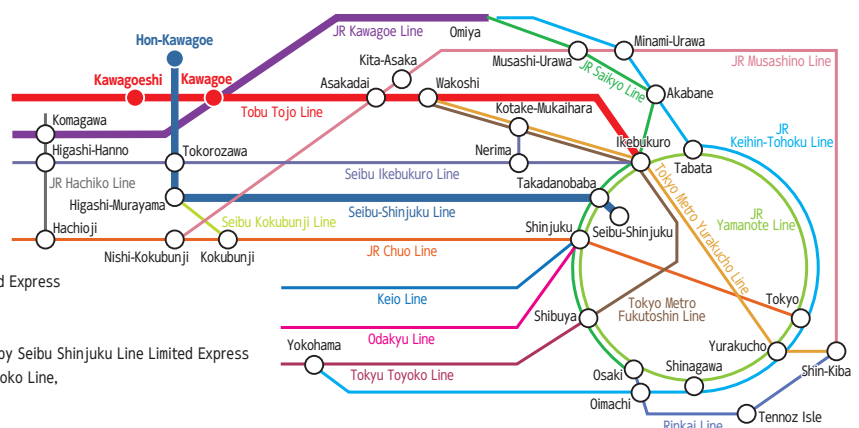 JR Kawagoe Line
Omiya
Minami-Urawa
Hon-Kawagoe
Kita-Asaka
Musashi-Urawa
JR Saikyo Line
JR Musashino Line
Kawagoeshi
Kawagoe
Asakadai
Wakoshi
Akabane
Tobu Tojo Line
Kotake-Mukaihara
Komagawa
JR
Keihin-Tohoku Line
Ikebukuro
Higashi-Hanno
Tokorozawa
Nerima
Tabata
JR Hachiko Line
Seibu Ikebukuro Line
Tokyo Metro Yurakucho Line
Takadanobaba
Higashi-Murayama
Seibu-Shinjuku Line
JR
Yamanote Line
Seibu Kokubunji Line
Hachioji
Shinjuku
Seibu-Shinjuku
Nishi-Kokubunji
Kokubunji
JR Chuo Line
d Express
Keio Line
Tokyo Metro
Fukutoshin Line
Tokyo
Shibuya
Odakyu Line
by Seibu Shinjuku Line Limited Express
Yokohama
Yurakucho
oko Line,
Tokyu Toyoko Line
Osaki
Shinagawa
Shin-Kiba
Oimachi
Tennoz Isle
Rinkai Line